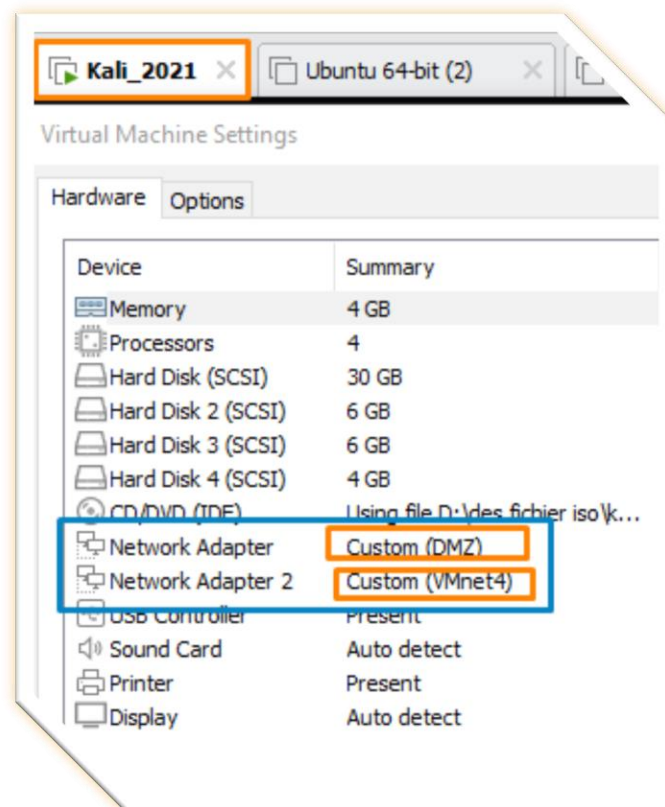 Kali_2021 Ubuntu 64-bit (2)
Virtual Machine Settings
Hardware Options
Device Summary
Memory 4 GB
Processors 4
Hard Disk (SCSI) 30 GB
Hard Disk 2 (SCSI) 6 GB
Hard Disk 3 (SCSI) 6 GB
Hard Disk 4 (SCSI) 4 GB
CD/DVD (IDE) Using file D:\des fichier iso\k...
Network Adapter Custom (DMZ)
Network Adapter 2 Custom (VMnet4)
USB Controller Present
Sound Card Auto detect
Printer Present
Display Auto detect